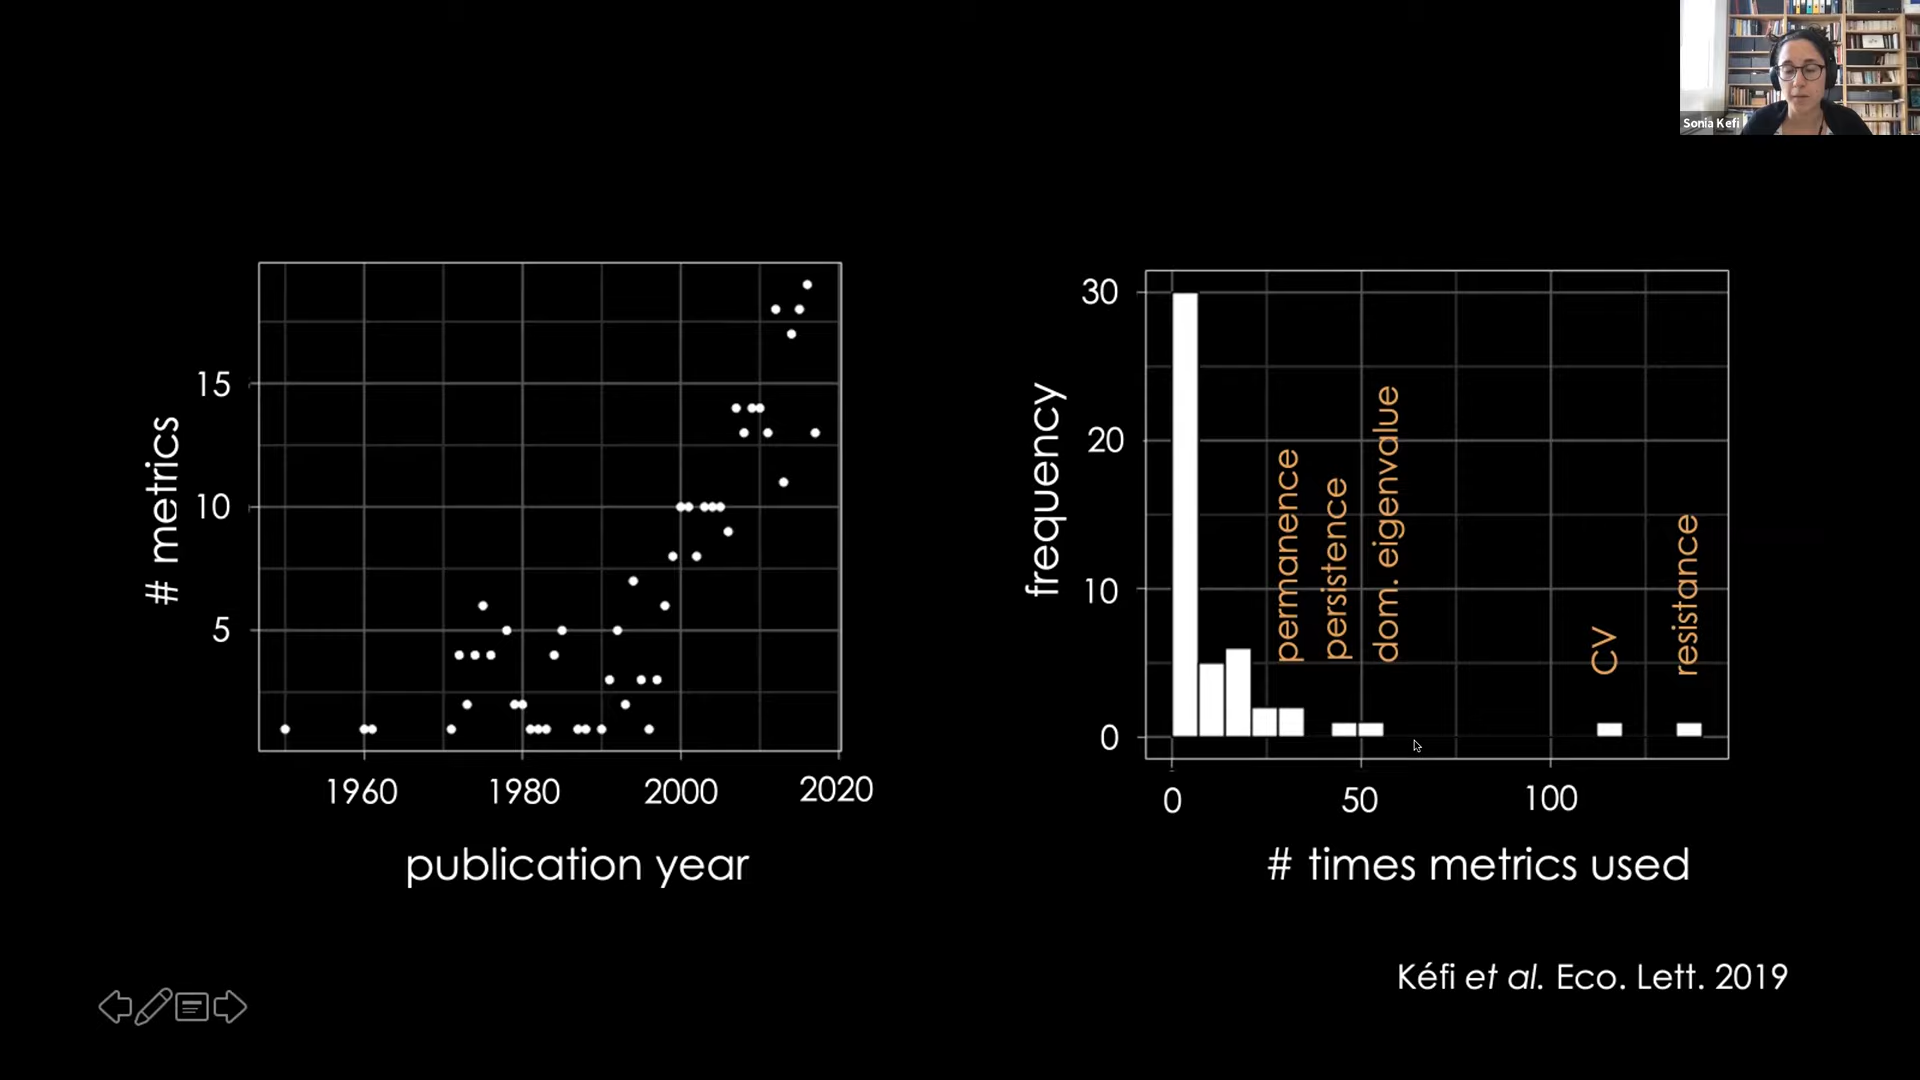 Sonia Kefi
# metrics
15
10
5
1960 1980 2000 2020
publication year
frequency
30
20
10
0
permanence
persistence
dom. eigenvalue
CV
resistance
0 50 100
# times metrics used
Kéfi et al. Eco. Lett. 2019